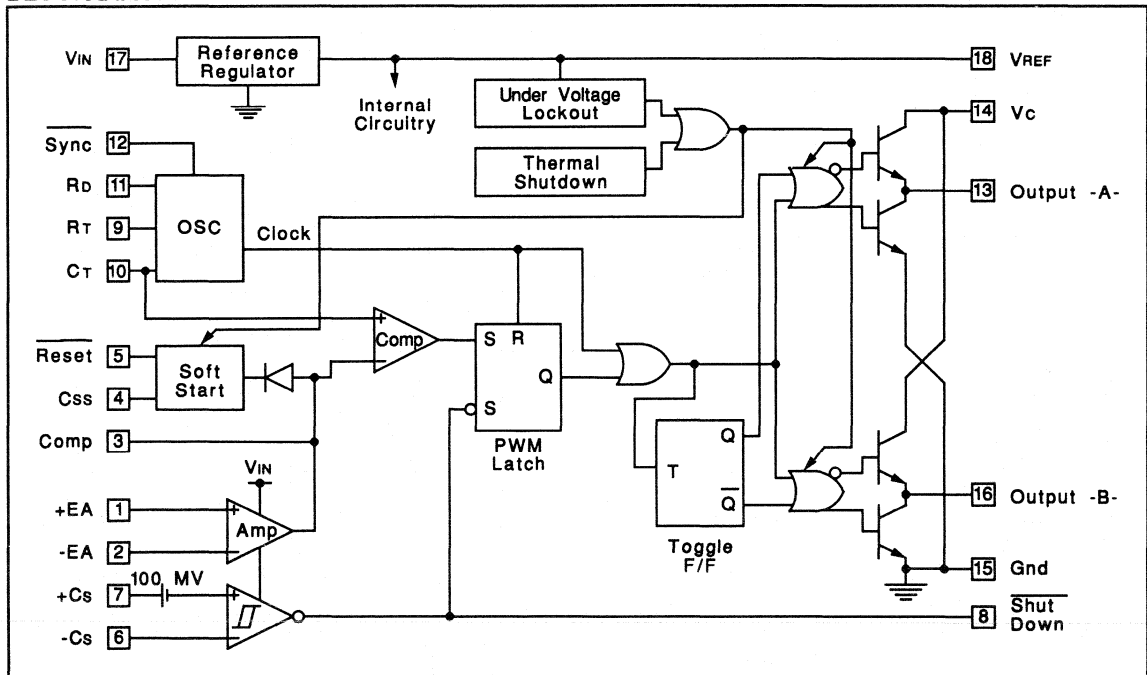 VIN 17
Reference
Regulator
18 VREF
Internal
Circuitry
Under Voltage
Lockout
14 Vc
Sync 12
Thermal
Shutdown
RD 11
13 Output -A-
RT 9
OSC
Clock
CT 10
+
Comp
−
S R
Q
S
PWM
Latch
Reset 5
Soft
Start
Css 4
Comp 3
VIN
Q
T
Q
Toggle
F/F
16 Output -B-
+EA 1
+
Amp
-EA 2
−
15 Gnd
100 MV
+Cs 7
+
-Cs 6
−
8 Shut
Down